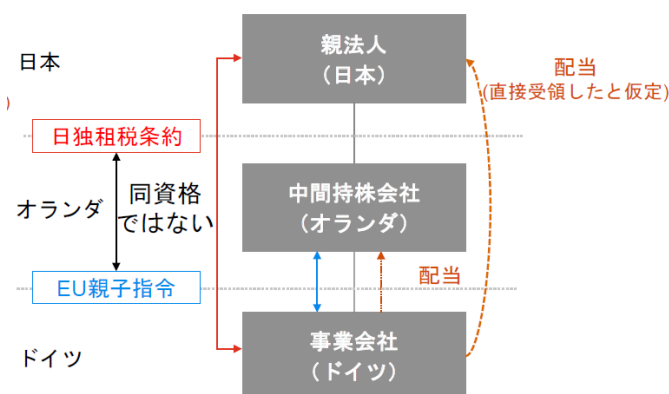 日本
親法人
（日本）
配当
(直接受領したと仮定)
)
日独租税条約
オランダ
同資格
ではない
中間持株会社
（オランダ）
EU親子指令
配当
ドイツ
事業会社
（ドイツ）